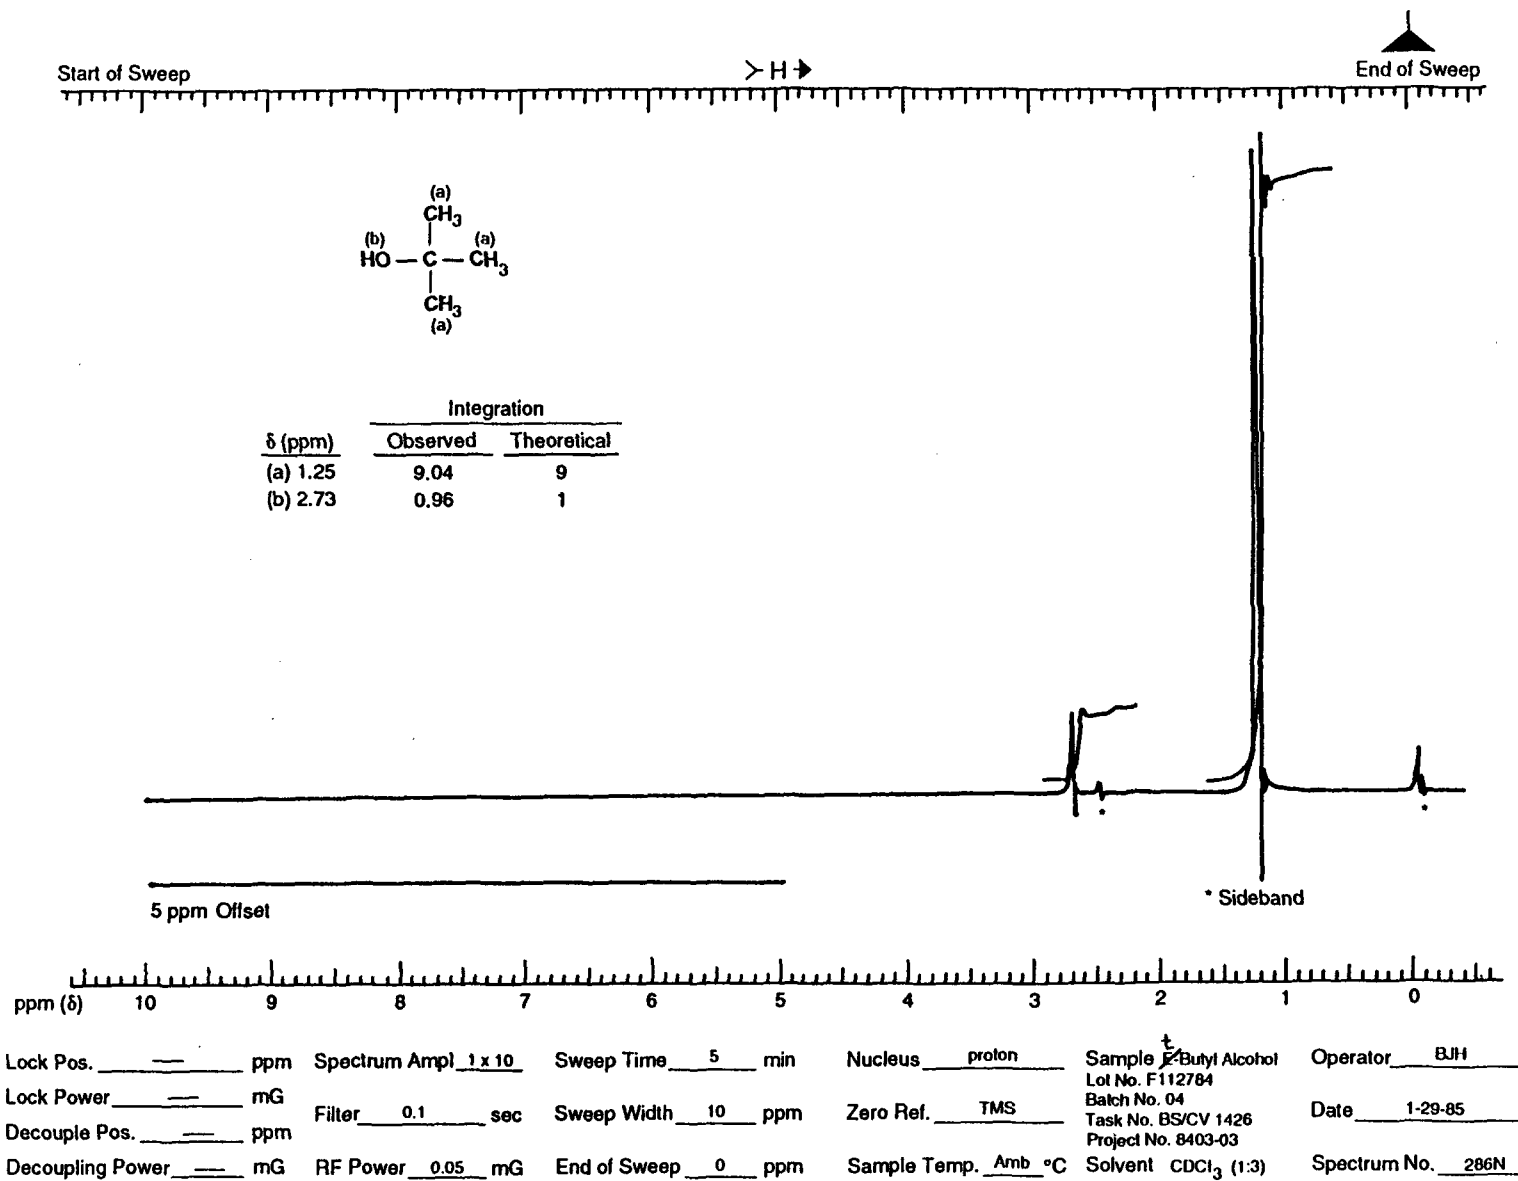 Start of Sweep
H
End of Sweep
(a)
CH3
(b) (a)
HO — C — CH3
CH3
(a)
Integration
δ (ppm) Observed Theoretical
(a) 1.25 9.04 9
(b) 2.73 0.96 1
* *
5 ppm Offset
* Sideband
ppm (δ) 10 9 8 7 6 5 4 3 2 1 0
Lock Pos. — ppm
Lock Power — mG
Decouple Pos. — ppm
Decoupling Power — mG
Spectrum Ampl 1 x 10
Filter 0.1 sec
RF Power 0.05 mG
Sweep Time 5 min
Sweep Width 10 ppm
End of Sweep 0 ppm
Nucleus proton
Zero Ref. TMS
Sample Temp. Amb °C
Sample t-Butyl Alcohol
Lot No. F112784
Batch No. 04
Task No. BS/CV 1426
Project No. 8403-03
Solvent CDCl3 (1:3)
Operator BJH
Date 1-29-85
Spectrum No. 286N